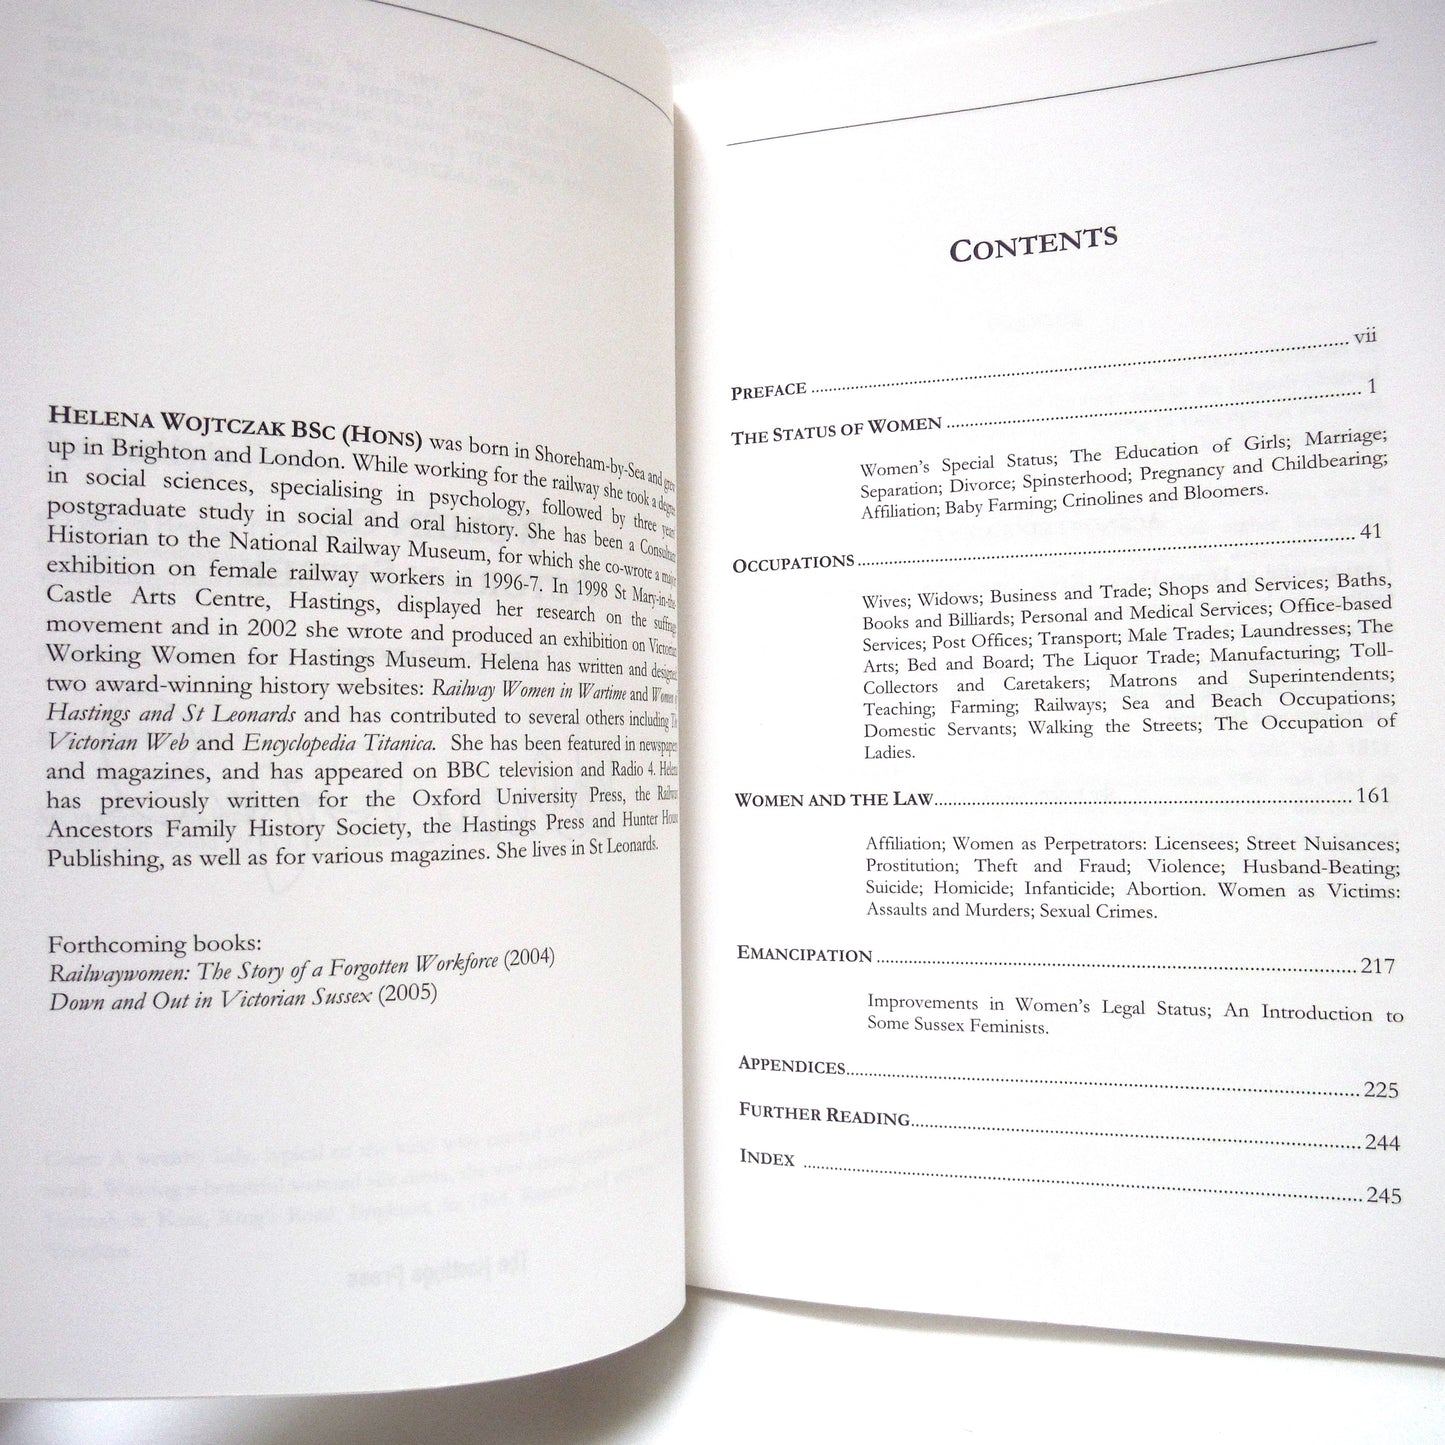 HELENA WOJTCZAK BSC (HONS) was born in Shoreham-by-Sea and grew
up in Brighton and London. While working for the railway she took a degree
in social sciences, specialising in psychology, followed by three years'
postgraduate study in social and oral history. She has been a Consultant
Historian to the National Railway Museum, for which she co-wrote a major
exhibition on female railway workers in 1996-7. In 1998 St Mary-in-the-
Castle Arts Centre, Hastings, displayed her research on the suffrage
movement and in 2002 she wrote and produced an exhibition on Victorian
Working Women for Hastings Museum. Helena has written and designed
two award-winning history websites: Railway Women in Wartime and Women of
Hastings and St Leonards and has contributed to several others including The
Victorian Web and Encyclopedia Titanica. She has been featured in newspapers
and magazines, and has appeared on BBC television and Radio 4. Helena
has previously written for the Oxford University Press, the Railway
Ancestors Family History Society, the Hastings Press and Hunter House
Publishing, as well as for various magazines. She lives in St Leonards.
Forthcoming books:
Railwaywomen: The Story of a Forgotten Workforce (2004)
Down and Out in Victorian Sussex (2005)
CONTENTS
PREFACE ........ vii
THE STATUS OF WOMEN ........ 1
Women's Special Status; The Education of Girls; Marriage;
Separation; Divorce; Spinsterhood; Pregnancy and Childbearing;
Affiliation; Baby Farming; Crinolines and Bloomers.
OCCUPATIONS ........ 41
Wives; Widows; Business and Trade; Shops and Services; Baths,
Books and Billiards; Personal and Medical Services; Office-based
Services; Post Offices; Transport; Male Trades; Laundresses; The
Arts; Bed and Board; The Liquor Trade; Manufacturing; Toll-
Collectors and Caretakers; Matrons and Superintendents;
Teaching; Farming; Railways; Sea and Beach Occupations;
Domestic Servants; Walking the Streets; The Occupation of
Ladies.
WOMEN AND THE LAW ........ 161
Affiliation; Women as Perpetrators: Licensees; Street Nuisances;
Prostitution; Theft and Fraud; Violence; Husband-Beating;
Suicide; Homicide; Infanticide; Abortion. Women as Victims:
Assaults and Murders; Sexual Crimes.
EMANCIPATION ........ 217
Improvements in Women's Legal Status; An Introduction to
Some Sussex Feminists.
APPENDICES ........ 225
FURTHER READING ........ 244
INDEX ........ 245